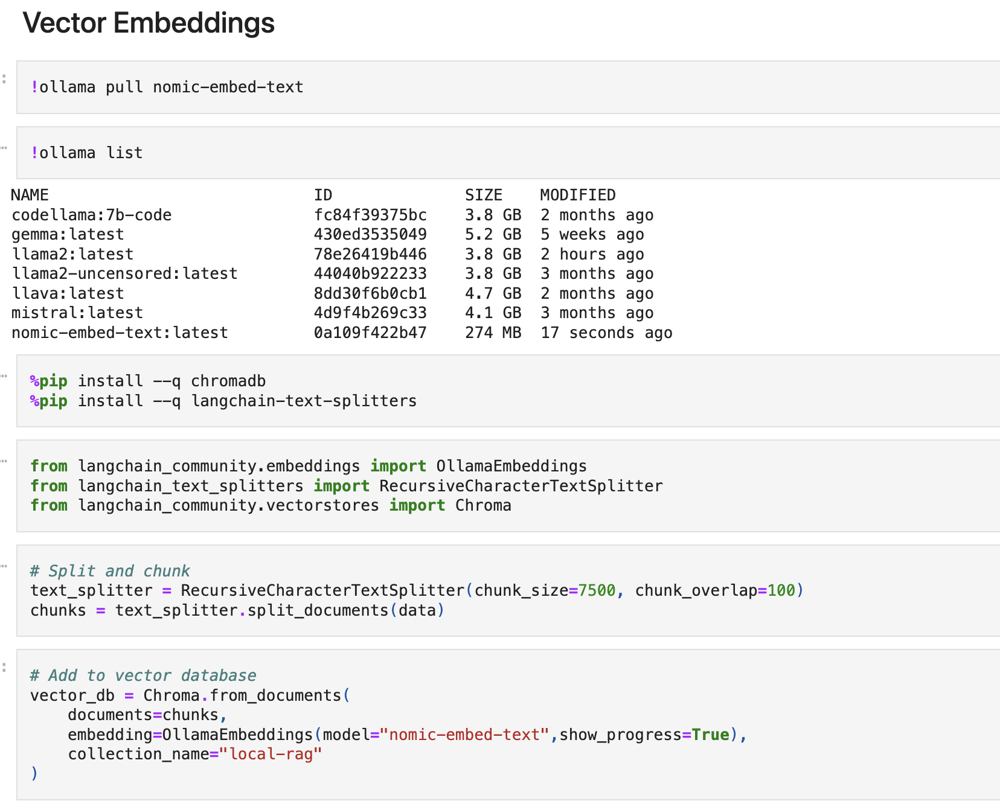 Vector Embeddings
!ollama pull nomic-embed-text
!ollama list
NAME ID SIZE MODIFIED
codellama:7b-code fc84f39375bc 3.8 GB 2 months ago
gemma:latest 430ed3535049 5.2 GB 5 weeks ago
llama2:latest 78e26419b446 3.8 GB 2 hours ago
llama2-uncensored:latest 44040b922233 3.8 GB 3 months ago
llava:latest 8dd30f6b0cb1 4.7 GB 2 months ago
mistral:latest 4d9f4b269c33 4.1 GB 3 months ago
nomic-embed-text:latest 0a109f422b47 274 MB 17 seconds ago
%pip install --q chromadb
%pip install --q langchain-text-splitters
from langchain_community.embeddings import OllamaEmbeddings
from langchain_text_splitters import RecursiveCharacterTextSplitter
from langchain_community.vectorstores import Chroma
# Split and chunk
text_splitter = RecursiveCharacterTextSplitter(chunk_size=7500, chunk_overlap=100)
chunks = text_splitter.split_documents(data)
# Add to vector database
vector_db = Chroma.from_documents(
    documents=chunks,
    embedding=OllamaEmbeddings(model="nomic-embed-text",show_progress=True),
    collection_name="local-rag"
)